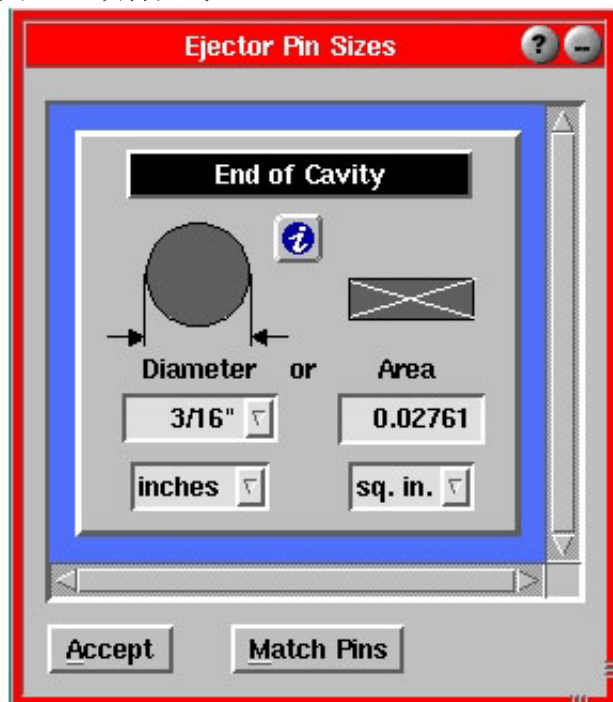 Ejector Pin Sizes
End of Cavity
Diameter or Area
3/16" 0.02761
inches sq. in.
Accept Match Pins